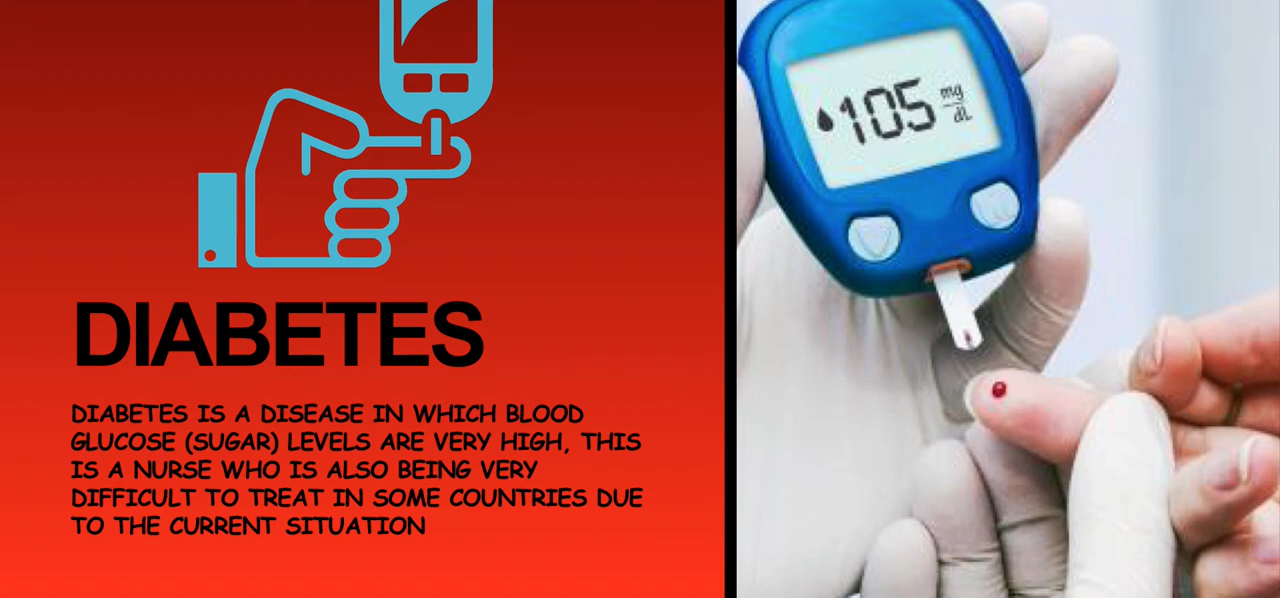 DIABETES
DIABETES IS A DISEASE IN WHICH BLOOD
GLUCOSE (SUGAR) LEVELS ARE VERY HIGH, THIS
IS A NURSE WHO IS ALSO BEING VERY
DIFFICULT TO TREAT IN SOME COUNTRIES DUE
TO THE CURRENT SITUATION
105 mg
dL